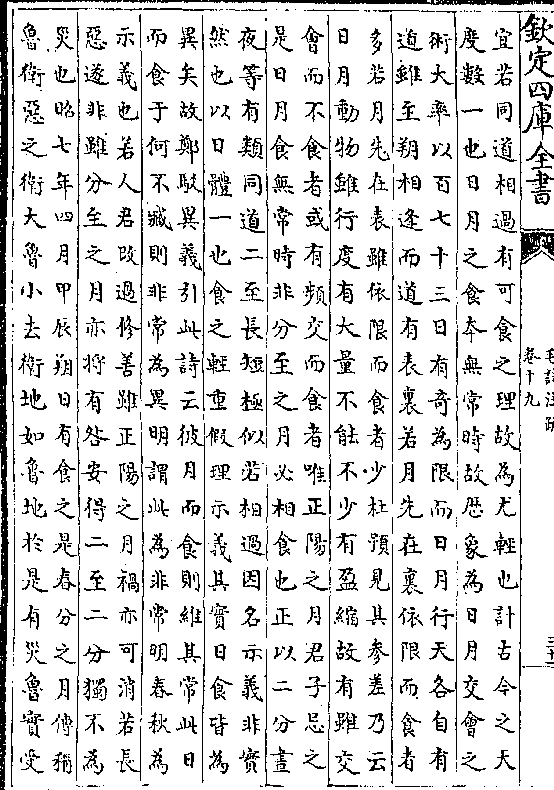 欽定四庫全書
毛詩注疏
卷十九
宜若同道相過有可食之理故為尤輕也計古今之天
度數一也日月之食本無常時故厯象為日月交會之
術大率以百七十三日有奇為限而日月行天各自有
道雖至朔相逢而道有表裏若月先在裏依限而食者
多若月先在表雖依限而食者少杜預見其參差乃云
日月動物雖行度有大量不能不少有盈縮故有雖交
會而不食者或有頻交而食者唯正陽之月君子忌之
是日月食無常時非分至之月必相食也正以二分晝
夜等有類同道二至長短極似若相過因名示義非實
然也以日體一也食之輕重假理示義其實日食皆為
異矣故鄭駮異義引此詩云彼月而食則維其常此日
而食于何不臧則非常為異明謂此為非常明春秋為
示義也若人君改過修善雖正陽之月禍亦可消若長
惡遂非雖分至之月亦將有咎安得二至二分獨不為
災也昭七年四月甲辰朔日有食之是春分之月傳稱
魯衛惡之衛大魯小去衛地如魯地於是有災魯實受